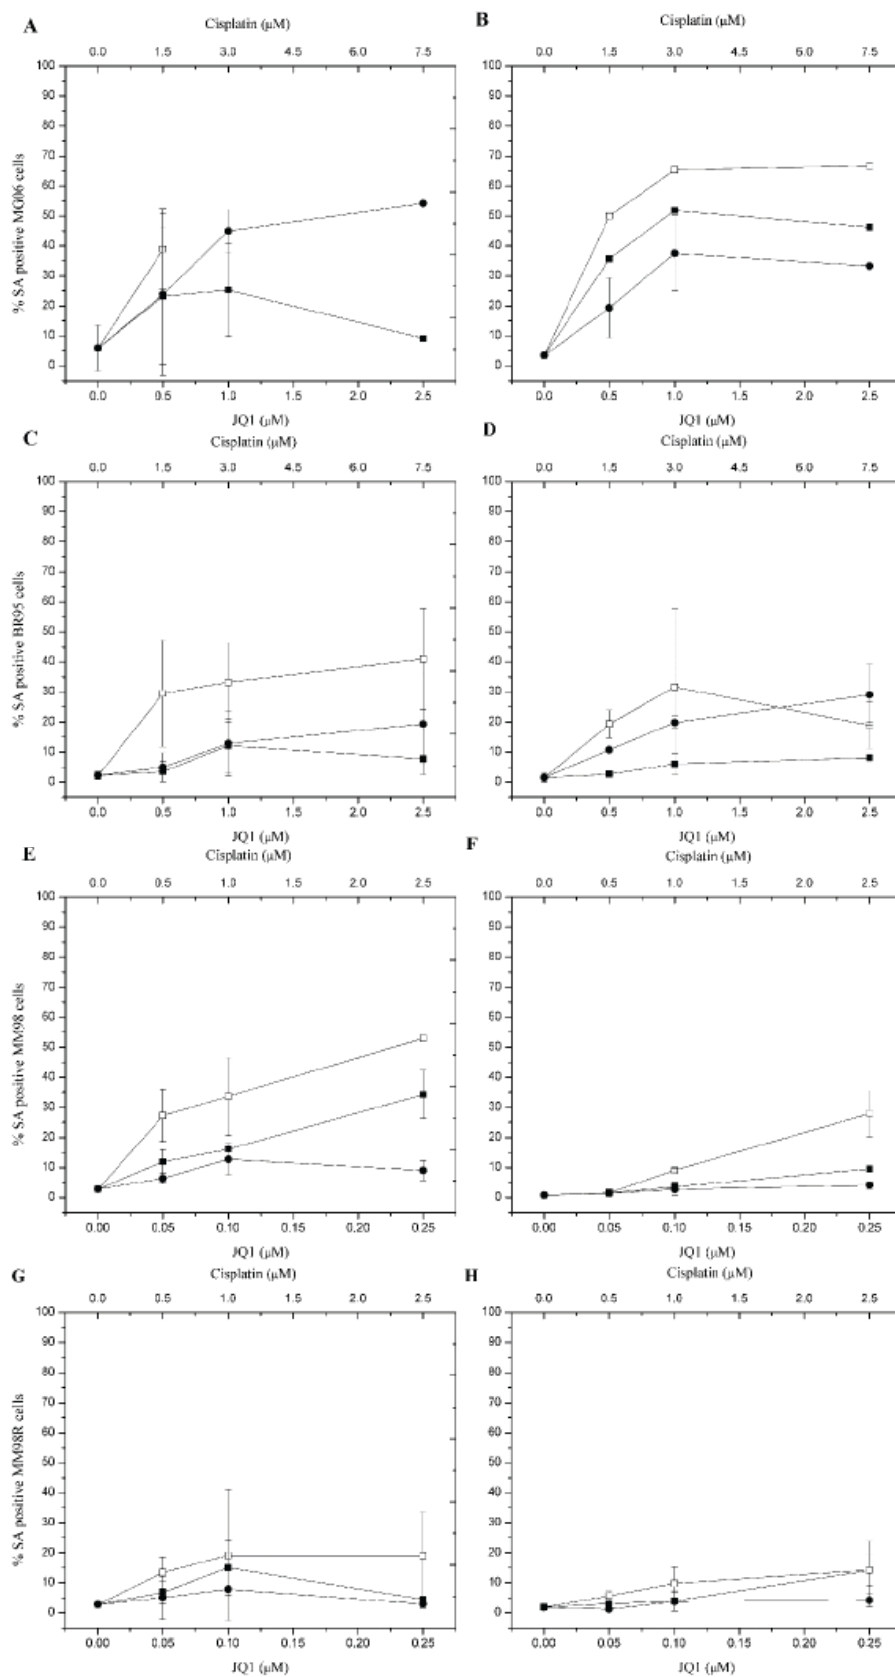 A
Cisplatin (μM)
0.0 1.5 3.0 4.5 6.0 7.5
100
90
80
70
60
50
40
30
20
10
0
% SA positive MG06 cells
0.0 0.5 1.0 1.5 2.0 2.5
JQ1 (μM)
B
Cisplatin (μM)
0.0 1.5 3.0 4.5 6.0 7.5
100
90
80
70
60
50
40
30
20
10
0
0.0 0.5 1.0 1.5 2.0 2.5
JQ1 (μM)
C
Cisplatin (μM)
0.0 1.5 3.0 4.5 6.0 7.5
100
90
80
70
60
50
40
30
20
10
0
% SA positive BR95 cells
0.0 0.5 1.0 1.5 2.0 2.5
JQ1 (μM)
D
Cisplatin (μM)
0.0 1.5 3.0 4.5 6.0 7.5
100
90
80
70
60
50
40
30
20
10
0
0.0 0.5 1.0 1.5 2.0 2.5
JQ1 (μM)
E
Cisplatin (μM)
0.0 0.5 1.0 1.5 2.0 2.5
100
90
80
70
60
50
40
30
20
10
0
% SA positive MM98 cells
0.00 0.05 0.10 0.15 0.20 0.25
JQ1 (μM)
F
Cisplatin (μM)
0.0 0.5 1.0 1.5 2.0 2.5
100
90
80
70
60
50
40
30
20
10
0
0.00 0.05 0.10 0.15 0.20 0.25
JQ1 (μM)
G
Cisplatin (μM)
0.0 0.5 1.0 1.5 2.0 2.5
100
90
80
70
60
50
40
30
20
10
0
% SA positive MM98R cells
0.00 0.05 0.10 0.15 0.20 0.25
JQ1 (μM)
H
Cisplatin (μM)
0.0 0.5 1.0 1.5 2.0 2.5
100
90
80
70
60
50
40
30
20
10
0
0.00 0.05 0.10 0.15 0.20 0.25
JQ1 (μM)